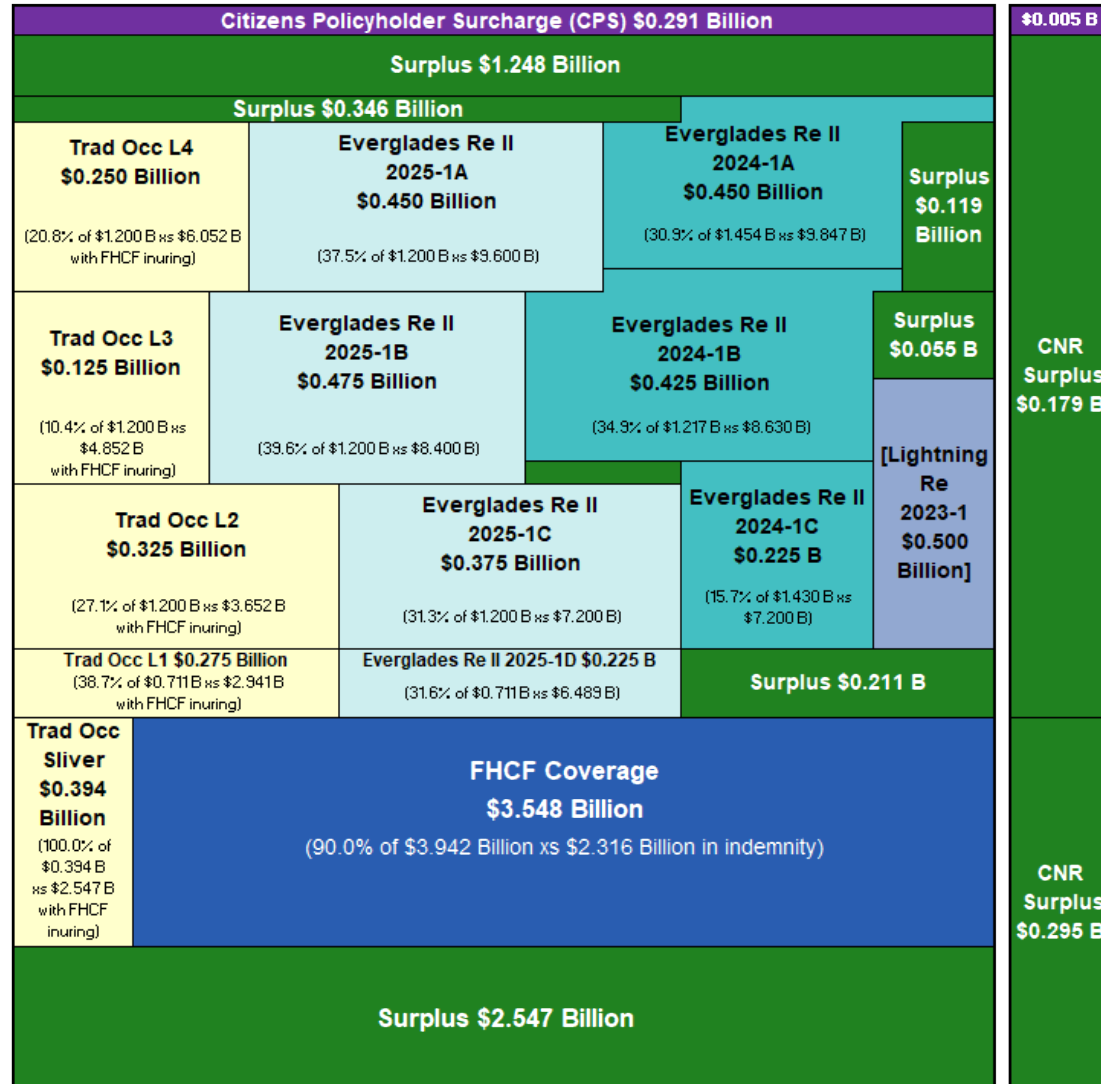 Citizens Policyholder Surcharge (CPS) $0.291 Billion
$0.005 B
Surplus $1.248 Billion
Surplus $0.346 Billion
Trad Occ L4
$0.250 Billion
(20.8% of $1.200 B xs $6.052 B
with FHCF inuring)
Everglades Re II
2025-1A
$0.450 Billion
(37.5% of $1.200 B xs $9.600 B)
Everglades Re II
2024-1A
$0.450 Billion
(30.9% of $1.454 B xs $9.847 B)
Surplus
$0.119
Billion
Trad Occ L3
$0.125 Billion
(10.4% of $1.200 B xs
$4.852 B
with FHCF inuring)
Everglades Re II
2025-1B
$0.475 Billion
(39.6% of $1.200 B xs $8.400 B)
Everglades Re II
2024-1B
$0.425 Billion
(34.9% of $1.217 B xs $8.630 B)
Surplus
$0.055 B
CNR
Surplus
$0.179 B
[Lightning
Re
2023-1
$0.500
Billion]
Trad Occ L2
$0.325 Billion
(27.1% of $1.200 B xs $3.652 B
with FHCF inuring)
Everglades Re II
2025-1C
$0.375 Billion
(31.3% of $1.200 B xs $7.200 B)
Everglades Re II
2024-1C
$0.225 B
(15.7% of $1.430 B xs
$7.200 B)
Trad Occ L1 $0.275 Billion
(38.7% of $0.711 B xs $2.941 B
with FHCF inuring)
Everglades Re II 2025-1D $0.225 B
(31.6% of $0.711 B xs $6.489 B)
Surplus $0.211 B
Trad Occ
Sliver
$0.394
Billion
(100.0% of
$0.394 B
xs $2.547 B
with FHCF
inuring)
FHCF Coverage
$3.548 Billion
(90.0% of $3.942 Billion xs $2.316 Billion in indemnity)
CNR
Surplus
$0.295 B
Surplus $2.547 Billion